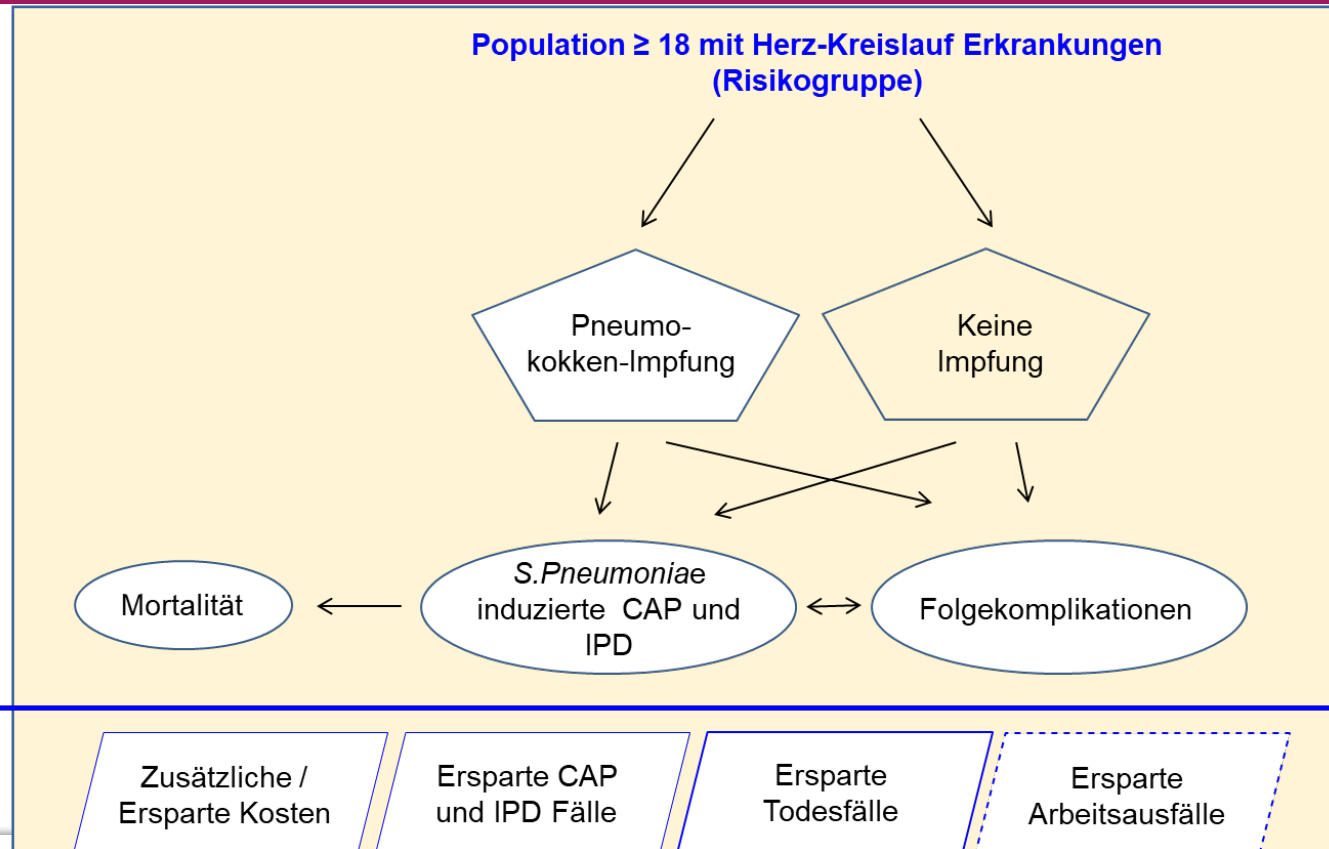 Population ≥ 18 mit Herz-Kreislauf Erkrankungen
(Risikogruppe)
Pneumo-
kokken-Impfung
Keine
Impfung
Mortalität
S.Pneumoniae
induzierte CAP und
IPD
Folgekomplikationen
Zusätzliche /
Ersparte Kosten
Ersparte CAP
und IPD Fälle
Ersparte
Todesfälle
Ersparte
Arbeitsausfälle